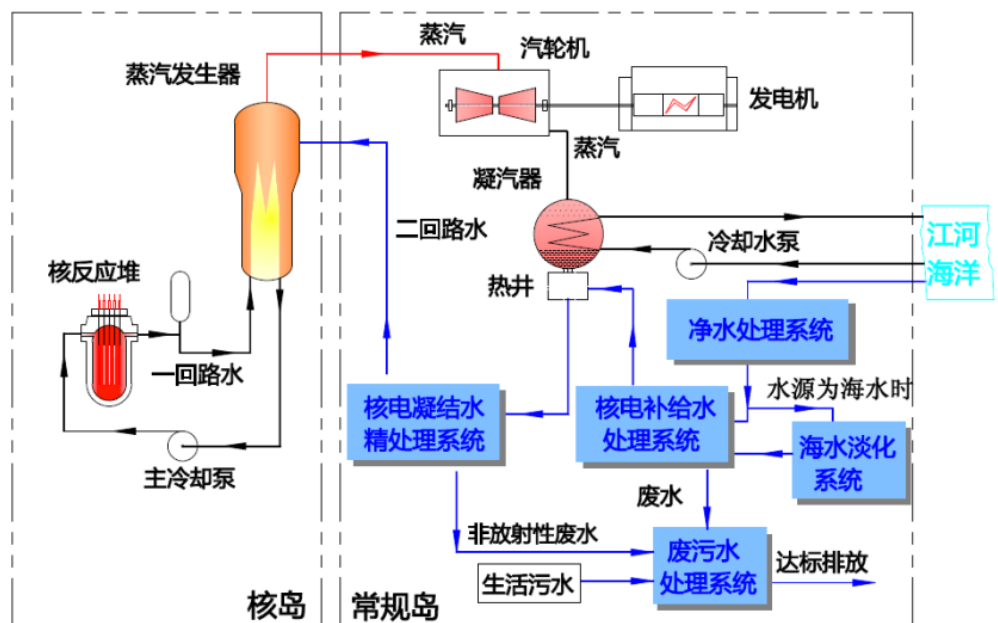 蒸汽
汽轮机
蒸汽发生器
发电机
蒸汽
凝汽器
二回路水
冷却水泵
江河
海洋
核反应堆
热井
净水处理系统
一回路水
水源为海水时
核电凝结水
精处理系统
核电补给水
处理系统
海水淡化
系统
主冷却泵
废水
非放射性废水
废污水
处理系统
达标排放
生活污水
核岛
常规岛